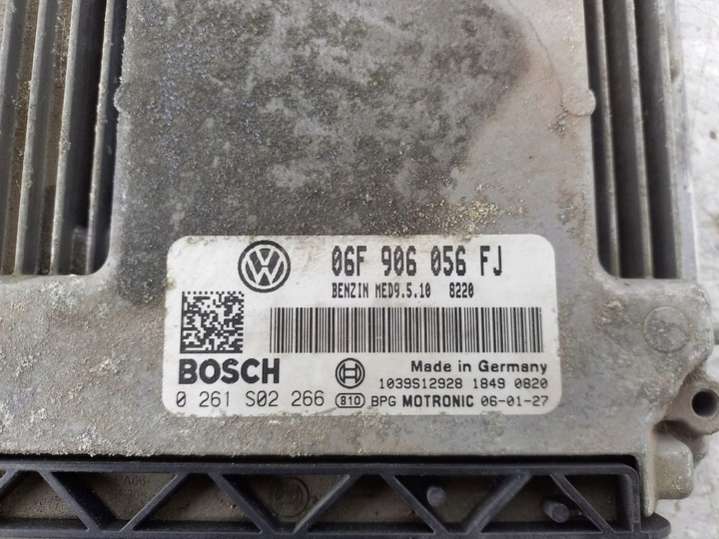 06F 906 056 FJ
BENZIN MED9.5.10 8220
BOSCH
Made in Germany
1039S12928 1849 0820
0 261 S02 266 810 BPG MOTRONIC 06-01-27